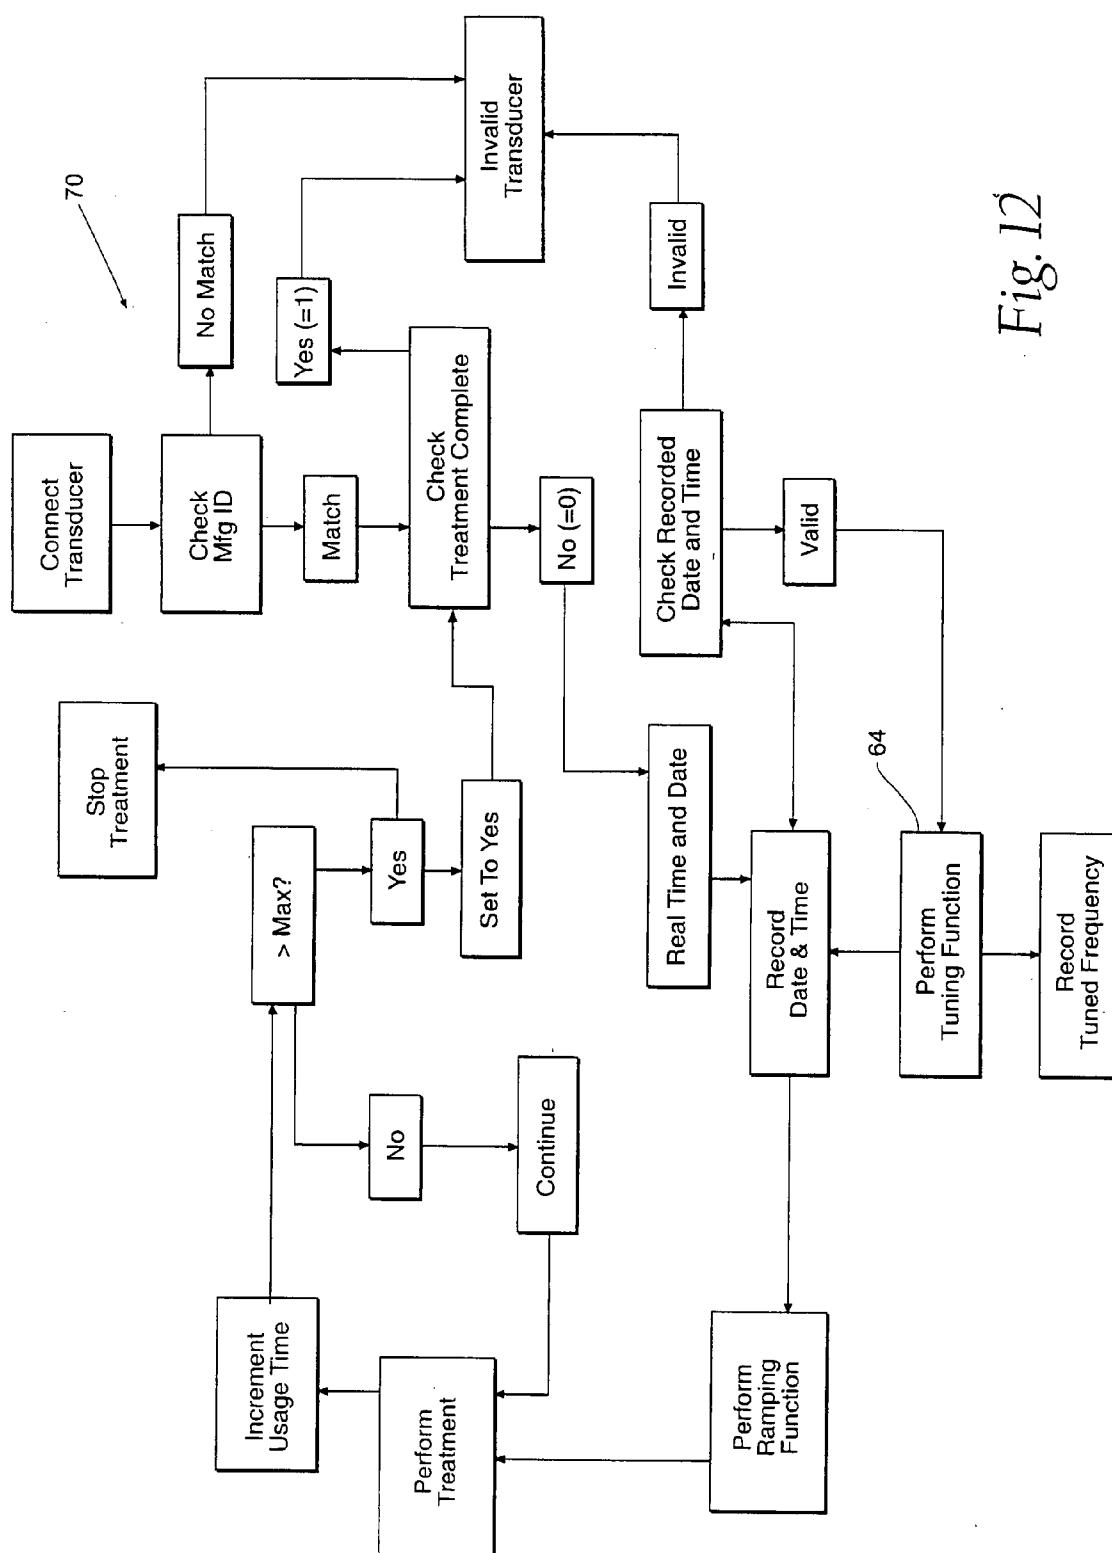 70
Connect
Transducer
Check
Mfg ID
No Match
Match
Yes (=1)
Invalid
Transducer
Check
Treatment Complete
No (=0)
Invalid
Check Recorded
Date and Time
Valid
Stop
Treatment
> Max?
Yes
Set To Yes
Real Time and Date
64
Record
Date & Time
Perform
Tuning Function
Record
Tuned Frequency
No
Continue
Increment
Usage Time
Perform
Treatment
Perform
Ramping
Function
Fig. 12